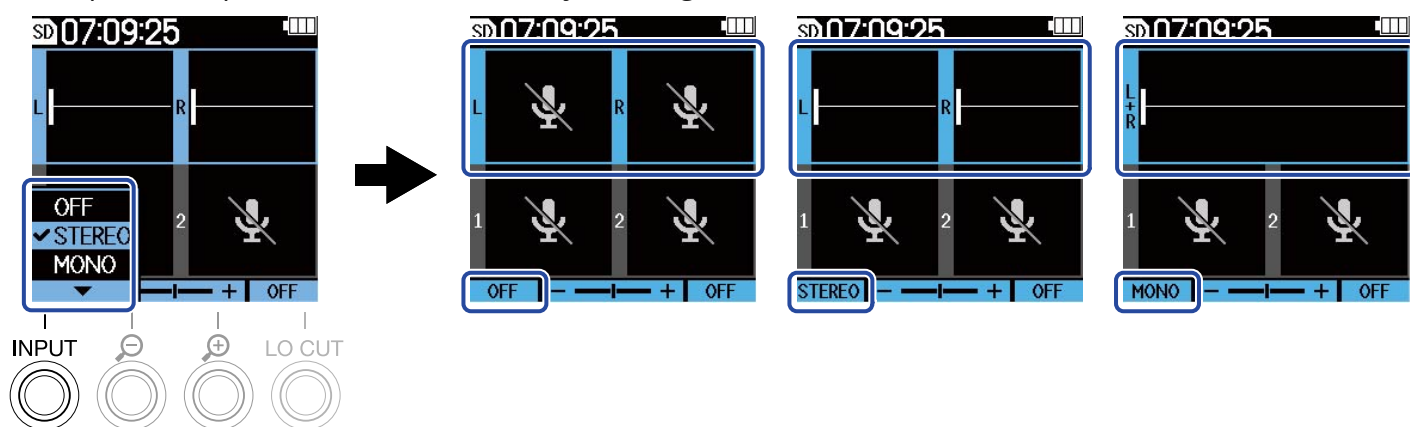 SD 07:09:25
L R
2
OFF
STEREO
MONO
- + OFF
INPUT
LO CUT
SD 07:09:25
L R
1 2
OFF - + OFF
SD 07:09:25
L R
1 2
STEREO - + OFF
SD 07:09:25
L
+
R
1 2
MONO - + OFF